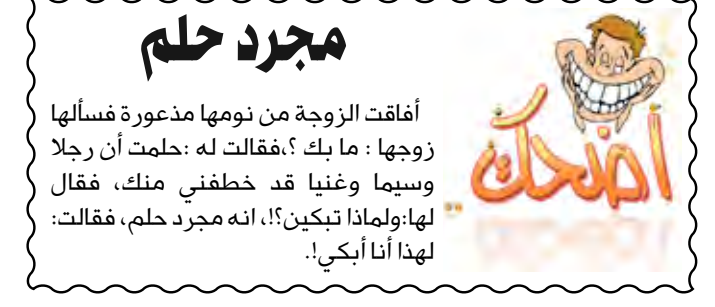 مجرد حلم
أفاقت الزوجة من نومها مذعورة فسألها
زوجها : ما بك ؟،فقالت له :حلمت أن رجلا
وسيما وغنيا قد خطفني منك، فقال
لها:ولماذا تبكين؟!، انه مجرد حلم، فقالت:
لهذا أنا أبكي!.
أضحك ..